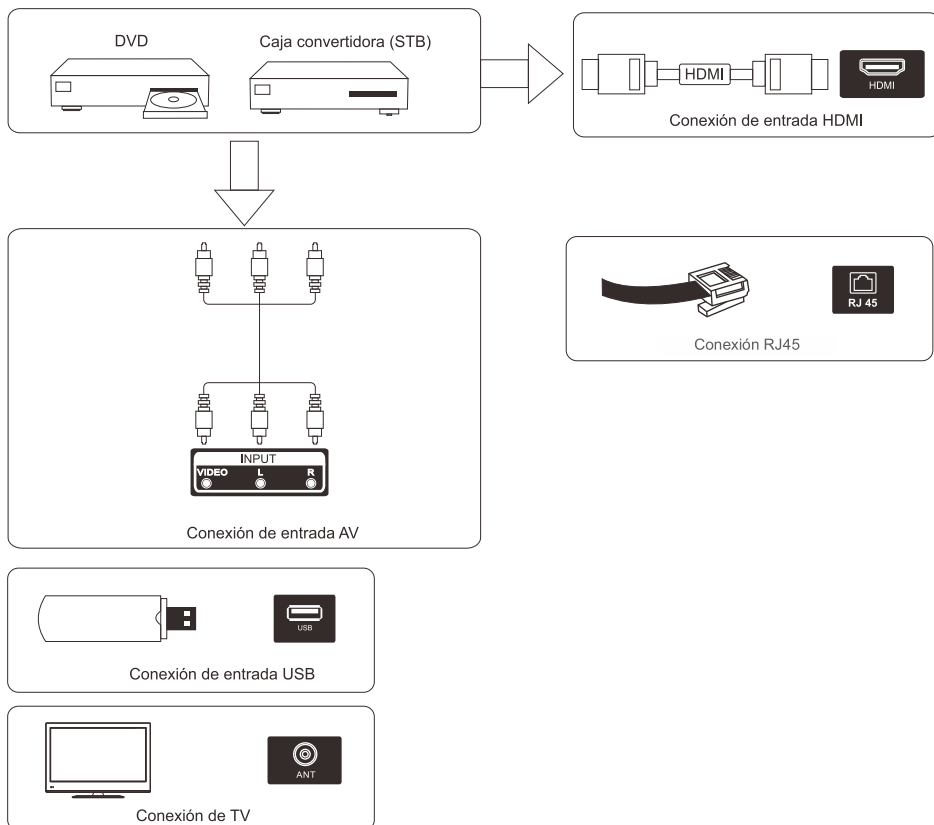 DVD
Caja convertidora (STB)
HDMI
HDMI
Conexión de entrada HDMI
RJ 45
Conexión RJ45
INPUT
VIDEO L R
Conexión de entrada AV
USB
Conexión de entrada USB
ANT
Conexión de TV